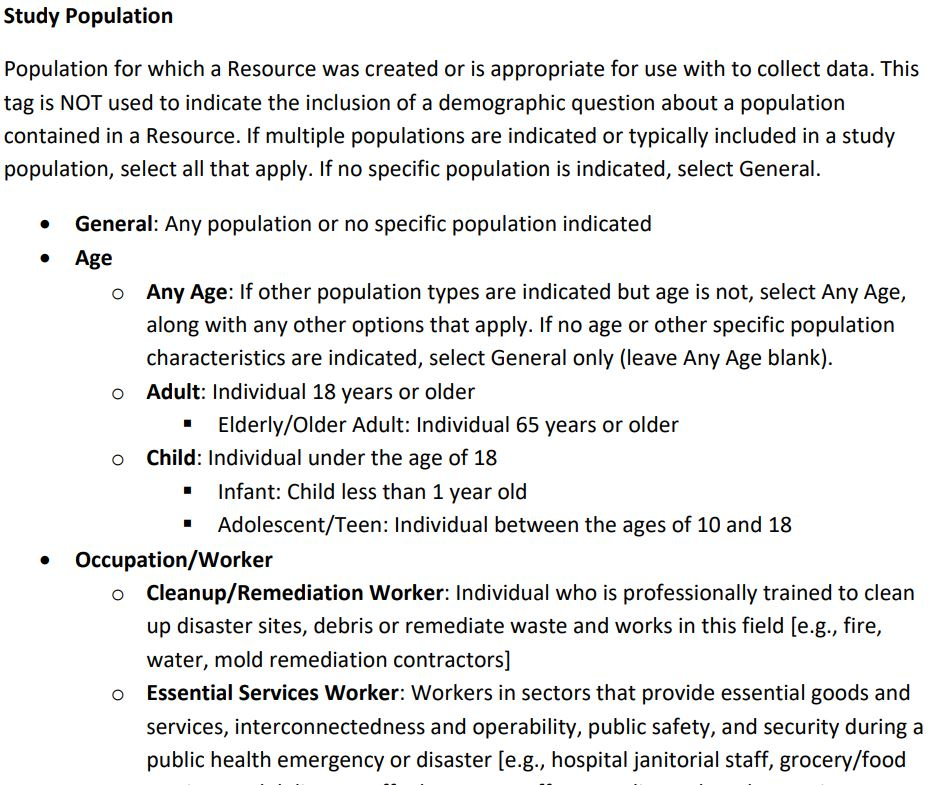 Study Population
Population for which a Resource was created or is appropriate for use with to collect data. This
tag is NOT used to indicate the inclusion of a demographic question about a population
contained in a Resource. If multiple populations are indicated or typically included in a study
population, select all that apply. If no specific population is indicated, select General.
• General: Any population or no specific population indicated
• Age
o Any Age: If other population types are indicated but age is not, select Any Age,
along with any other options that apply. If no age or other specific population
characteristics are indicated, select General only (leave Any Age blank).
o Adult: Individual 18 years or older
▪ Elderly/Older Adult: Individual 65 years or older
o Child: Individual under the age of 18
▪ Infant: Child less than 1 year old
▪ Adolescent/Teen: Individual between the ages of 10 and 18
• Occupation/Worker
o Cleanup/Remediation Worker: Individual who is professionally trained to clean
up disaster sites, debris or remediate waste and works in this field [e.g., fire,
water, mold remediation contractors]
o Essential Services Worker: Workers in sectors that provide essential goods and
services, interconnectedness and operability, public safety, and security during a
public health emergency or disaster [e.g., hospital janitorial staff, grocery/food